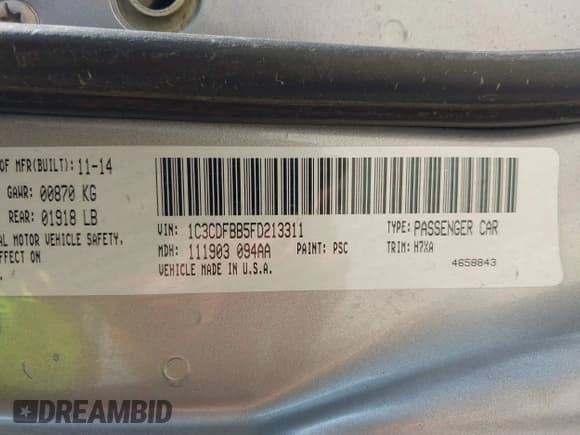 OF MFR(BUILT): 11-14
GAWR: 00870 KG
REAR: 01918 LB
AL MOTOR VEHICLE SAFETY,
EFFECT ON
VIN: 1C3CDFBB5FD213311
TYPE: PASSENGER CAR
MDH: 111903 094AA
PAINT: PSC
TRIM: H7XA
VEHICLE MADE IN U.S.A.
4658843
DREAMBID